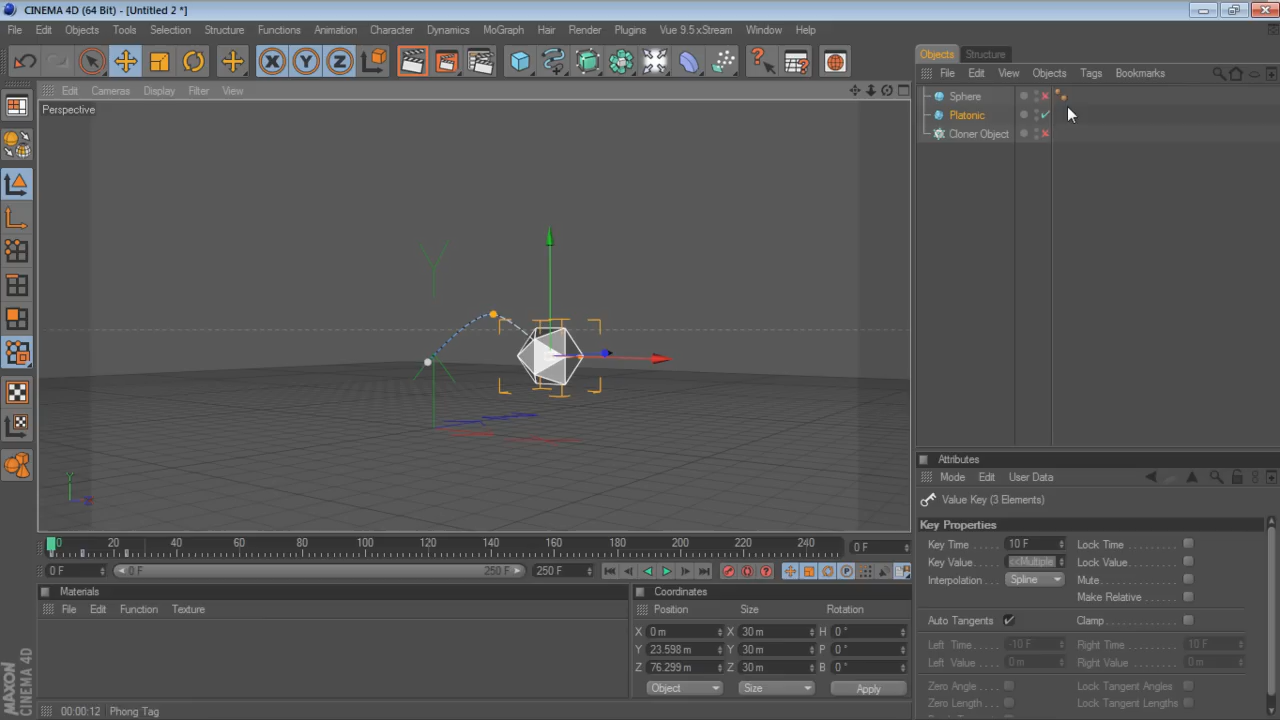 CINEMA 4D (64 Bit) - [Untitled 2 *]
File Edit Objects Tools Selection Structure Functions Animation Character Dynamics MoGraph Hair Render Plugins Vue 9.5 xStream Window Help
Objects Structure
File Edit View Objects Tags Bookmarks
Sphere
Platonic
Cloner Object
Edit Cameras Display Filter View
Perspective
X Y Z
Y
Attributes
Mode Edit User Data
Value Key (3 Elements)
Key Properties
Key Time 10 F Lock Time
Key Value <<Multiple Lock Value
Interpolation Spline Mute
Make Relative
Auto Tangents Clamp
Left Time -10 F Right Time 10 F
Left Value 0 m Right Value 0 m
Zero Angle Lock Tangent Angles
Zero Length Lock Tangent Lengths
0 20 40 60 80 100 120 140 160 180 200 220 240 0 F
0 F 0 F 250 F 250 F
Materials
File Edit Function Texture
Coordinates
Position Size Rotation
X 0 m X 30 m H 0 °
Y 23.598 m Y 30 m P 0 °
Z 76.299 m Z 30 m B 0 °
Object Size Apply
MAXON
CINEMA 4D
00:00:12 Phong Tag